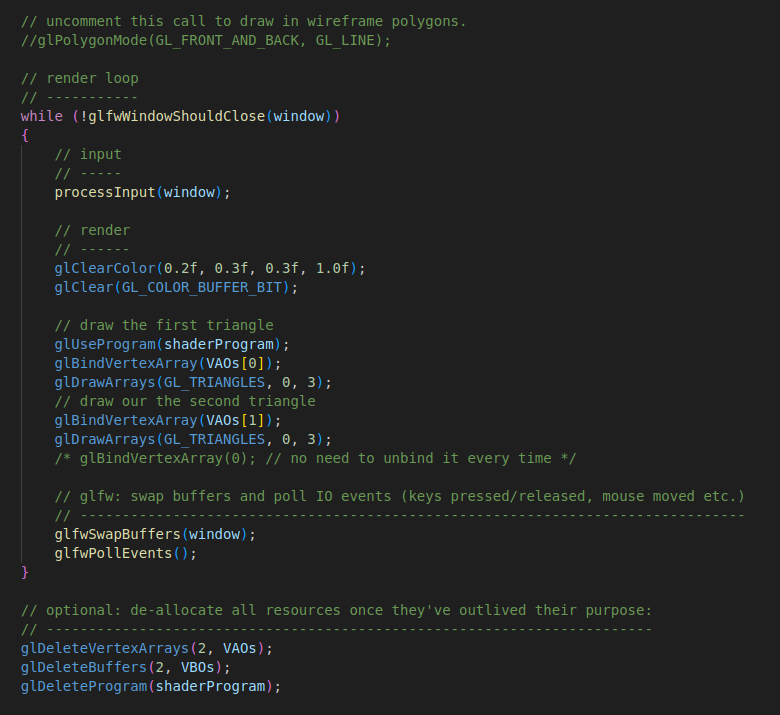 // uncomment this call to draw in wireframe polygons.
//glPolygonMode(GL_FRONT_AND_BACK, GL_LINE);
// render loop
// -----------
while (!glfwWindowShouldClose(window))
{
// input
// -----
processInput(window);
// render
// ------
glClearColor(0.2f, 0.3f, 0.3f, 1.0f);
glClear(GL_COLOR_BUFFER_BIT);
// draw the first triangle
glUseProgram(shaderProgram);
glBindVertexArray(VAOs[0]);
glDrawArrays(GL_TRIANGLES, 0, 3);
// draw our the second triangle
glBindVertexArray(VAOs[1]);
glDrawArrays(GL_TRIANGLES, 0, 3);
/* glBindVertexArray(0); // no need to unbind it every time */
// glfw: swap buffers and poll IO events (keys pressed/released, mouse moved etc.)
// -------------------------------------------------------------------------------
glfwSwapBuffers(window);
glfwPollEvents();
}
// optional: de-allocate all resources once they've outlived their purpose:
// ------------------------------------------------------------------------
glDeleteVertexArrays(2, VAOs);
glDeleteBuffers(2, VBOs);
glDeleteProgram(shaderProgram);